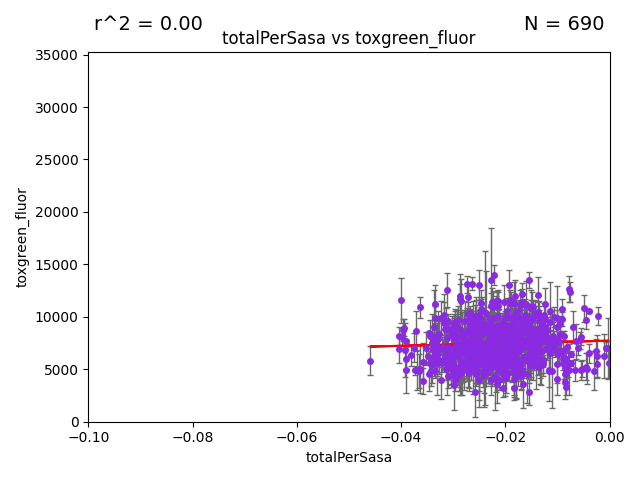 r^2 = 0.00
N = 690
totalPerSasa vs toxgreen_fluor
35000
30000
25000
20000
15000
10000
5000
0
toxgreen_fluor
−0.10
−0.08
−0.06
−0.04
−0.02
0.00
totalPerSasa